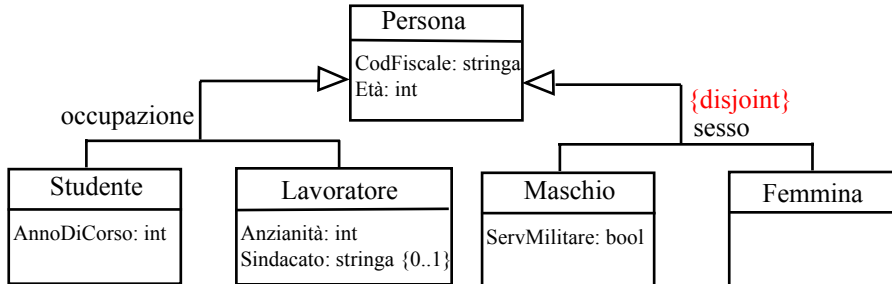 Persona
CodFiscale: stringa
Età: int
occupazione
{disjoint}
sesso
Studente
AnnoDiCorso: int
Lavoratore
Anzianità: int
Sindacato: stringa {0..1}
Maschio
ServMilitare: bool
Femmina